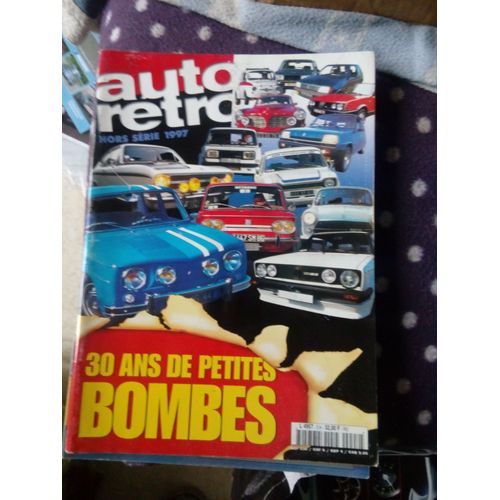 auto
retro
HORS SÉRIE 1997
30 ANS DE PETITES
BOMBES